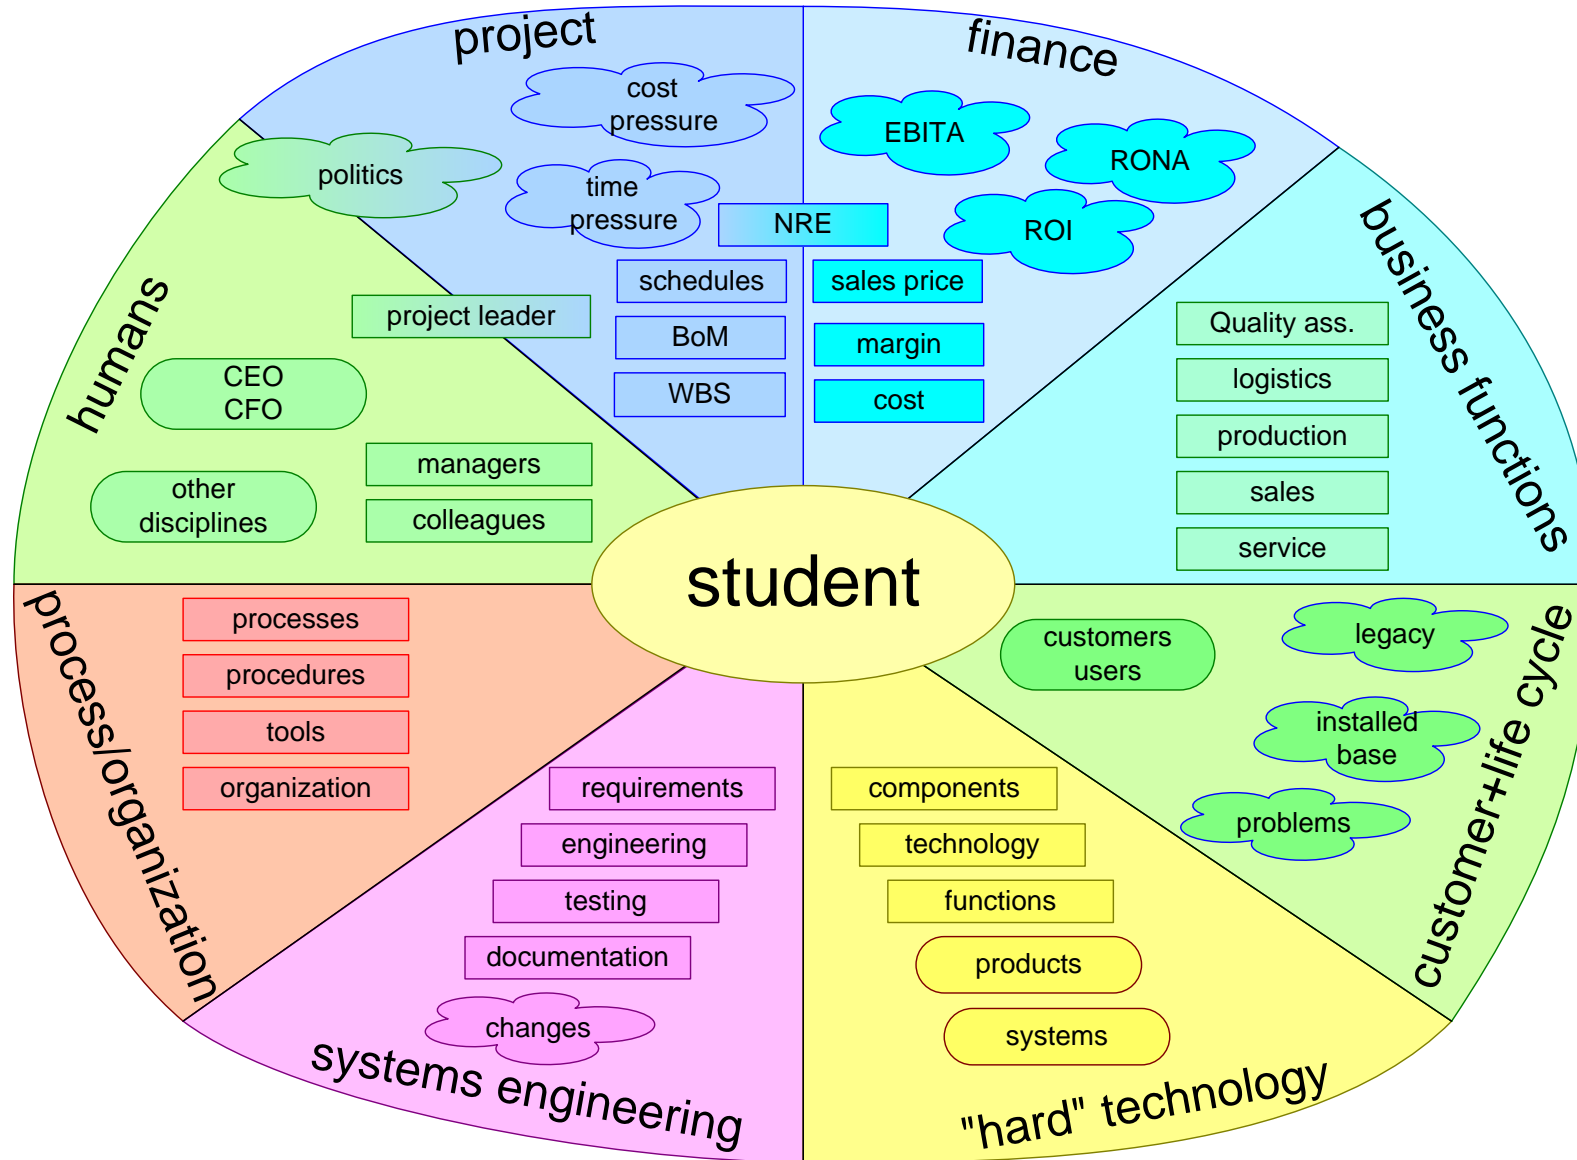 project
cost
pressure
time
pressure
politics
NRE
schedules
BoM
WBS
project leader
finance
EBITA
RONA
ROI
sales price
margin
cost
business functions
Quality ass.
logistics
production
sales
service
humans
CEO
CFO
managers
other
disciplines
colleagues
student
process/organization
processes
procedures
tools
organization
customer+life cycle
customers
users
legacy
installed
base
problems
requirements
engineering
testing
documentation
changes
systems engineering
components
technology
functions
products
systems
"hard" technology